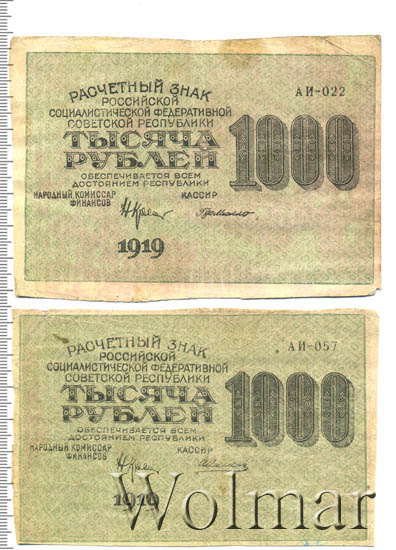 РАСЧЕТНЫЙ ЗНАК
РОССИЙСКОЙ
СОЦИАЛИСТИЧЕСКОЙ ФЕДЕРАТИВНОЙ
СОВЕТСКОЙ РЕСПУБЛИКИ
АИ-022
ТЫСЯЧА
РУБЛЕЙ
1000
ОБЕСПЕЧИВАЕТСЯ ВСЕМ
ДОСТОЯНИЕМ РЕСПУБЛИКИ
НАРОДНЫЙ КОМИССАР
ФИНАНСОВ
КАССИР
1919
РАСЧЕТНЫЙ ЗНАК
РОССИЙСКОЙ
СОЦИАЛИСТИЧЕСКОЙ ФЕДЕРАТИВНОЙ
СОВЕТСКОЙ РЕСПУБЛИКИ
АИ-057
ТЫСЯЧА
РУБЛЕЙ
1000
ОБЕСПЕЧИВАЕТСЯ ВСЕМ
ДОСТОЯНИЕМ РЕСПУБЛИКИ
НАРОДНЫЙ КОМИССАР
ФИНАНСОВ
КАССИР
1919
Wolmar